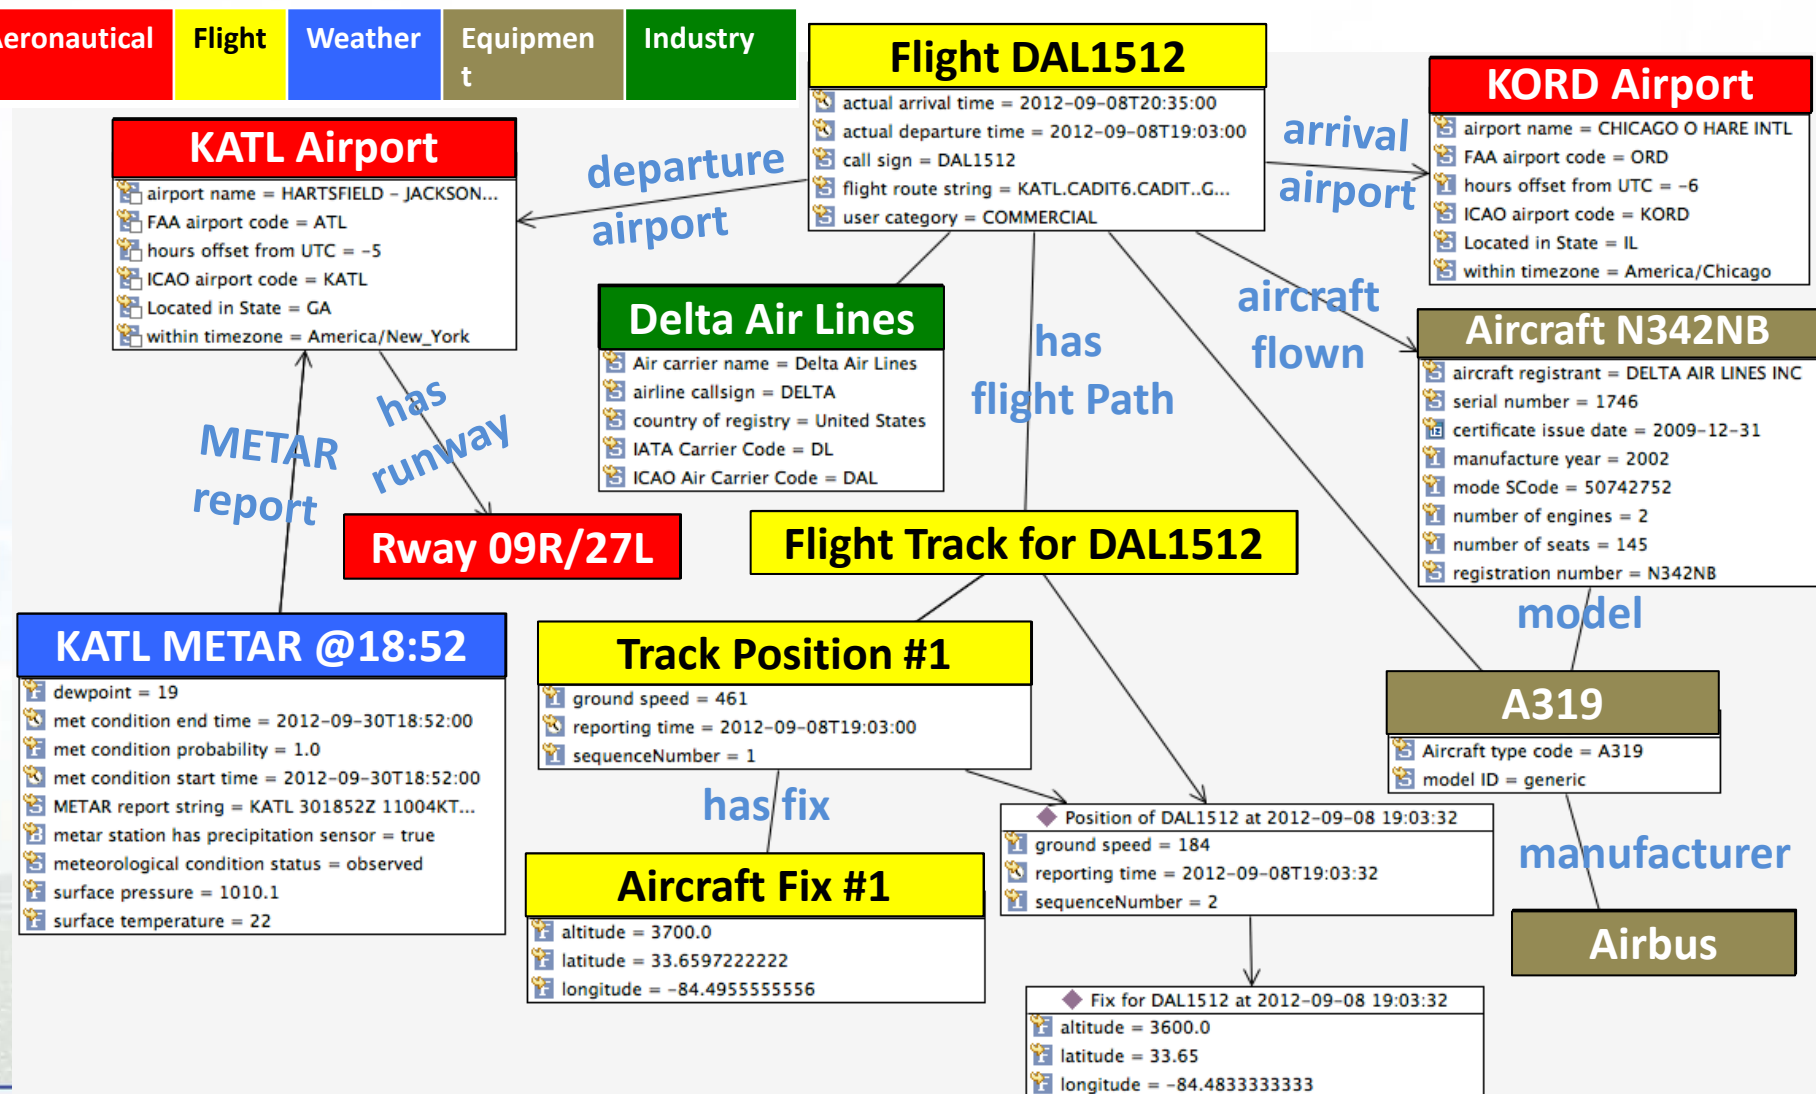 Aeronautical
Flight
Weather
Equipmen
t
Industry
Flight DAL1512
actual arrival time = 2012-09-08T20:35:00
actual departure time = 2012-09-08T19:03:00
call sign = DAL1512
flight route string = KATL.CADIT6.CADIT..G...
user category = COMMERCIAL
KORD Airport
airport name = CHICAGO O HARE INTL
FAA airport code = ORD
hours offset from UTC = -6
ICAO airport code = KORD
Located in State = IL
within timezone = America/Chicago
arrival
airport
departure
airport
KATL Airport
airport name = HARTSFIELD - JACKSON...
FAA airport code = ATL
hours offset from UTC = -5
ICAO airport code = KATL
Located in State = GA
within timezone = America/New_York
Delta Air Lines
Air carrier name = Delta Air Lines
airline callsign = DELTA
country of registry = United States
IATA Carrier Code = DL
ICAO Air Carrier Code = DAL
has
flight Path
aircraft
flown
Aircraft N342NB
aircraft registrant = DELTA AIR LINES INC
serial number = 1746
certificate issue date = 2009-12-31
manufacture year = 2002
mode SCode = 50742752
number of engines = 2
number of seats = 145
registration number = N342NB
METAR
report
has
runway
Rway 09R/27L
Flight Track for DAL1512
model
KATL METAR @18:52
dewpoint = 19
met condition end time = 2012-09-30T18:52:00
met condition probability = 1.0
met condition start time = 2012-09-30T18:52:00
METAR report string = KATL 301852Z 11004KT...
metar station has precipitation sensor = true
meteorological condition status = observed
surface pressure = 1010.1
surface temperature = 22
Track Position #1
ground speed = 461
reporting time = 2012-09-08T19:03:00
sequenceNumber = 1
has fix
A319
Aircraft type code = A319
model ID = generic
Position of DAL1512 at 2012-09-08 19:03:32
ground speed = 184
reporting time = 2012-09-08T19:03:32
sequenceNumber = 2
manufacturer
Airbus
Aircraft Fix #1
altitude = 3700.0
latitude = 33.6597222222
longitude = -84.4955555556
Fix for DAL1512 at 2012-09-08 19:03:32
altitude = 3600.0
latitude = 33.65
longitude = -84.4833333333